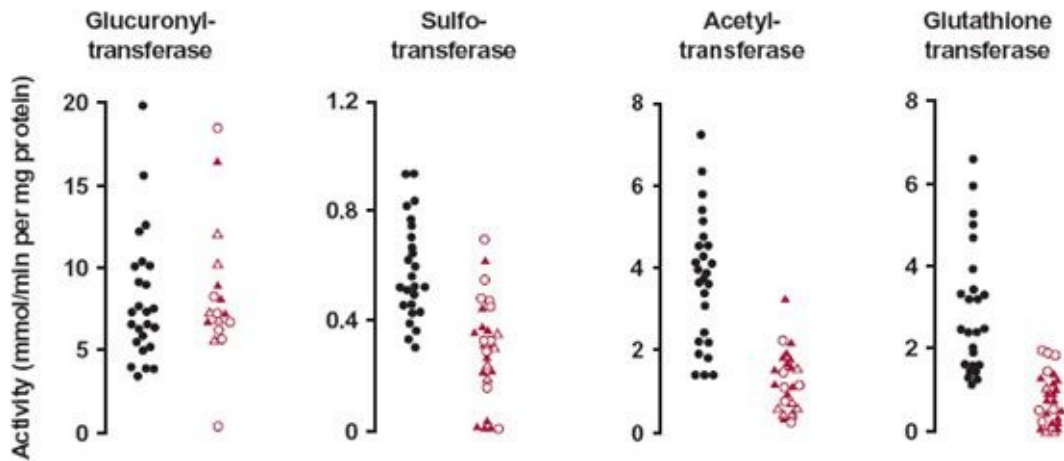 Glucuronyl-
transferase
Sulfo-
transferase
Acetyl-
transferase
Glutathione
transferase
Activity (mmol/min per mg protein)
20
15
10
5
0
1.2
0.8
0.4
0
8
6
4
2
0
8
6
4
2
0